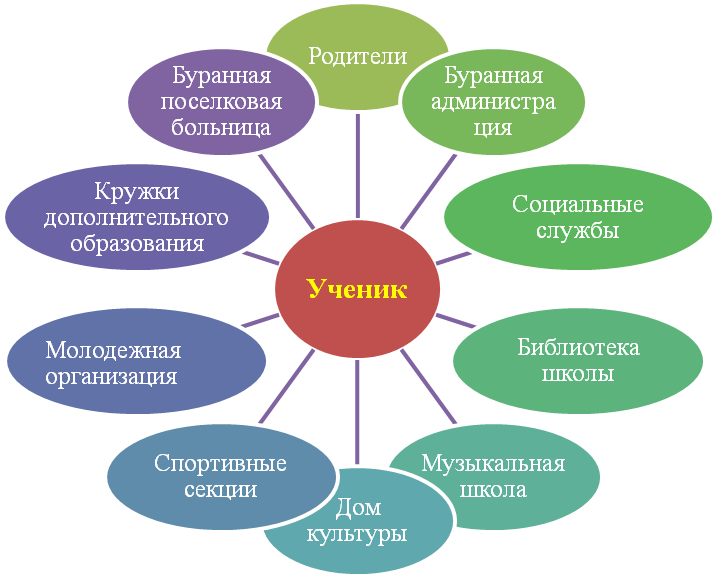 Родители
Буранная
администра
ция
Социальные
службы
Библиотека
школы
Музыкальная
школа
Дом
культуры
Спортивные
секции
Молодежная
организация
Кружки
дополнительного
образования
Буранная
поселковая
больница
Ученик